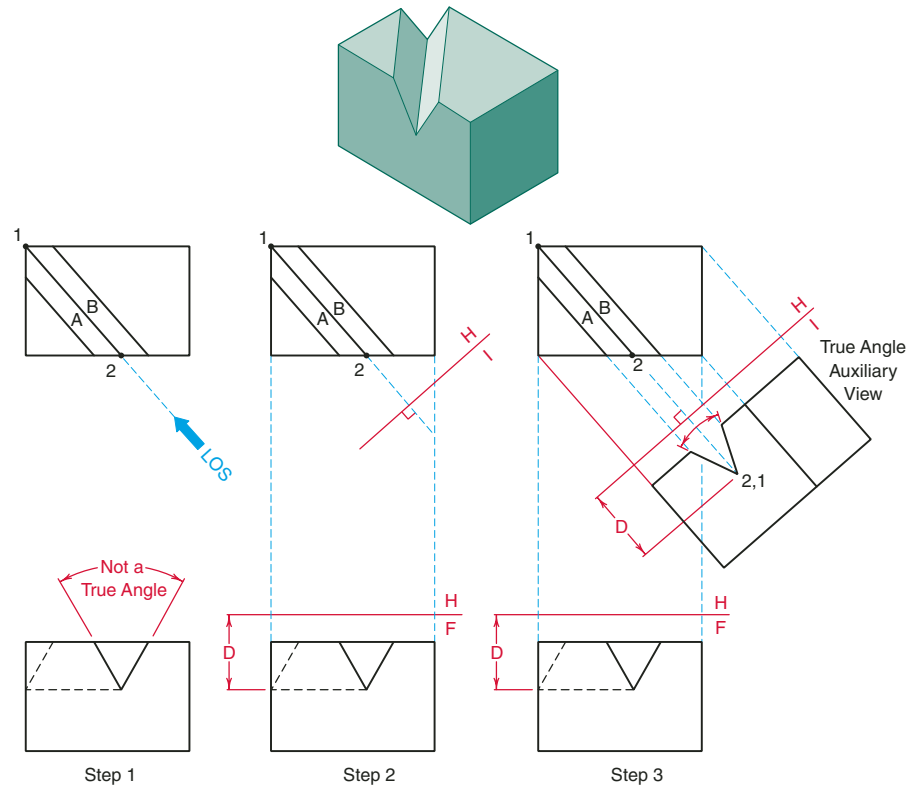 1
B
A
2
LOS
Not a
True Angle
Step 1
1
B
A
2
H
I
H
F
D
Step 2
1
B
A
2
H
I
True Angle
Auxiliary
View
2,1
D
H
F
D
Step 3